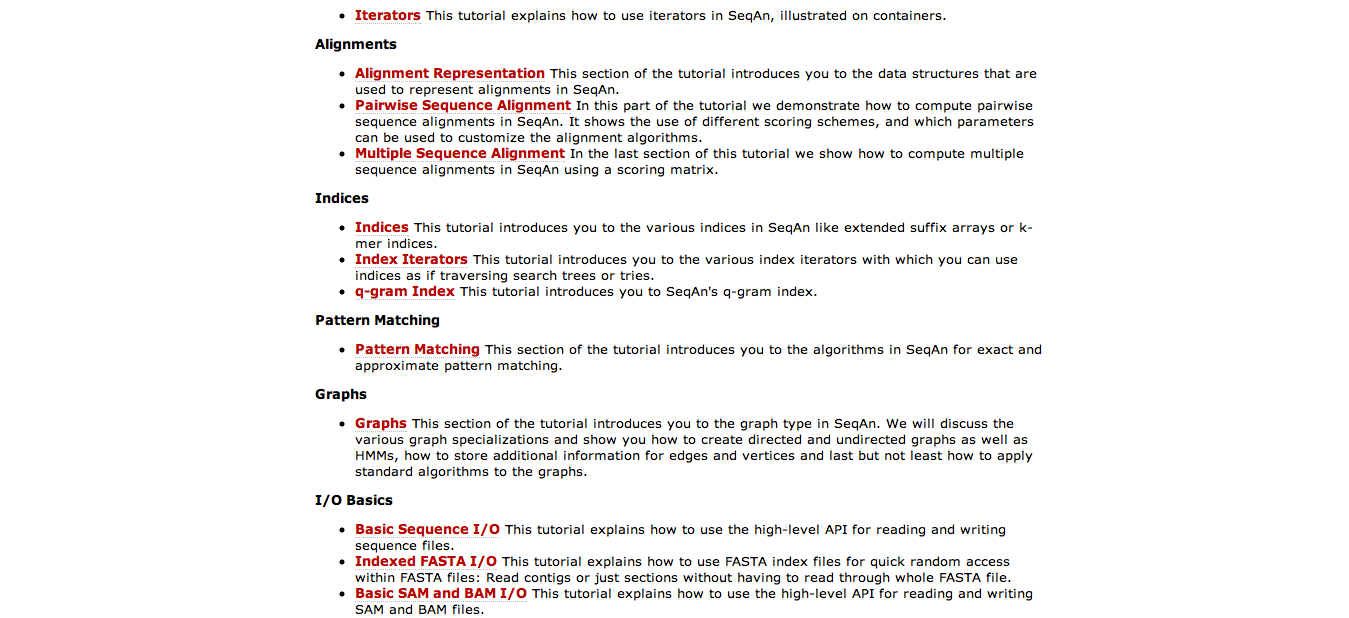 Iterators This tutorial explains how to use iterators in SeqAn, illustrated on containers.
Alignments
Alignment Representation This section of the tutorial introduces you to the data structures that are
used to represent alignments in SeqAn.
Pairwise Sequence Alignment In this part of the tutorial we demonstrate how to compute pairwise
sequence alignments in SeqAn. It shows the use of different scoring schemes, and which parameters
can be used to customize the alignment algorithms.
Multiple Sequence Alignment In the last section of this tutorial we show how to compute multiple
sequence alignments in SeqAn using a scoring matrix.
Indices
Indices This tutorial introduces you to the various indices in SeqAn like extended suffix arrays or k-
mer indices.
Index Iterators This tutorial introduces you to the various index iterators with which you can use
indices as if traversing search trees or tries.
q-gram Index This tutorial introduces you to SeqAn's q-gram index.
Pattern Matching
Pattern Matching This section of the tutorial introduces you to the algorithms in SeqAn for exact and
approximate pattern matching.
Graphs
Graphs This section of the tutorial introduces you to the graph type in SeqAn. We will discuss the
various graph specializations and show you how to create directed and undirected graphs as well as
HMMs, how to store additional information for edges and vertices and last but not least how to apply
standard algorithms to the graphs.
I/O Basics
Basic Sequence I/O This tutorial explains how to use the high-level API for reading and writing
sequence files.
Indexed FASTA I/O This tutorial explains how to use FASTA index files for quick random access
within FASTA files: Read contigs or just sections without having to read through whole FASTA file.
Basic SAM and BAM I/O This tutorial explains how to use the high-level API for reading and writing
SAM and BAM files.